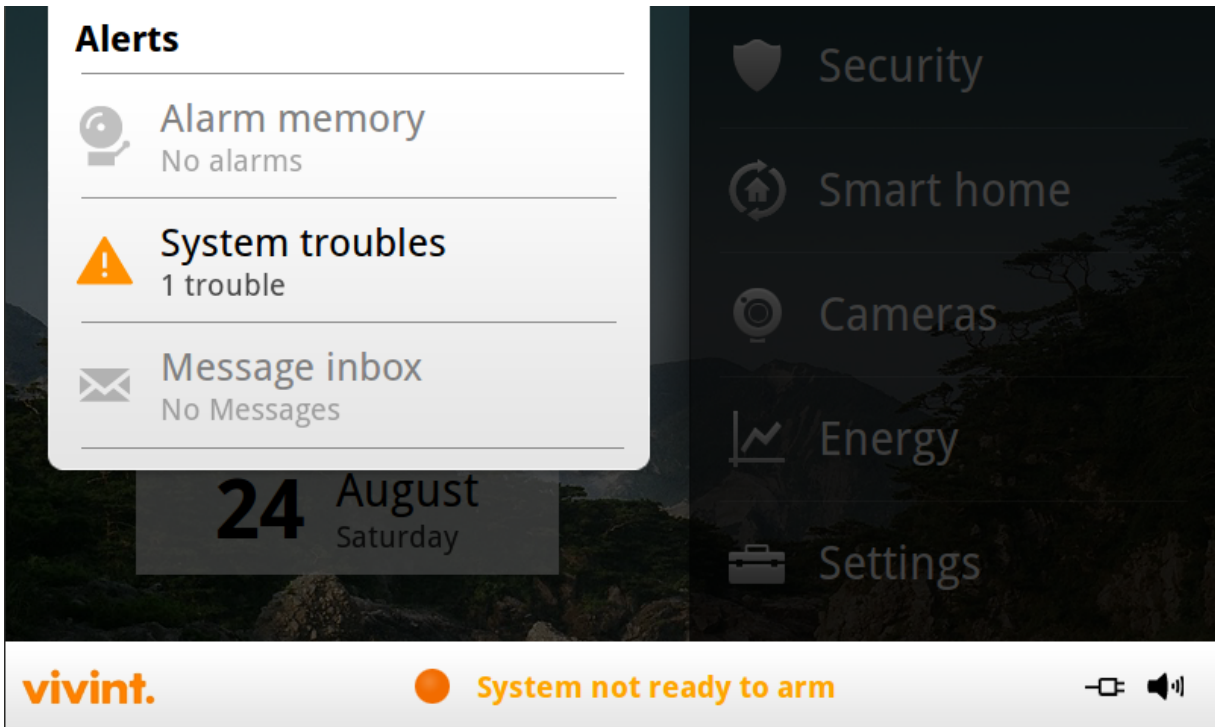 Alerts
Alarm memory
No alarms
System troubles
1 trouble
Message inbox
No Messages
24
August
Saturday
Security
Smart home
Cameras
Energy
Settings
vivint.
System not ready to arm